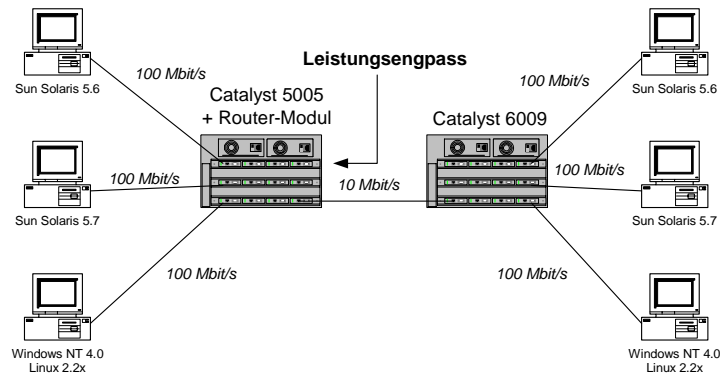 Leistungsengpass
100 Mbit/s
100 Mbit/s
Sun Solaris 5.6
Catalyst 5005
+ Router-Modul
Catalyst 6009
Sun Solaris 5.6
100 Mbit/s
10 Mbit/s
100 Mbit/s
Sun Solaris 5.7
Sun Solaris 5.7
100 Mbit/s
100 Mbit/s
Windows NT 4.0
Linux 2.2x
Windows NT 4.0
Linux 2.2x